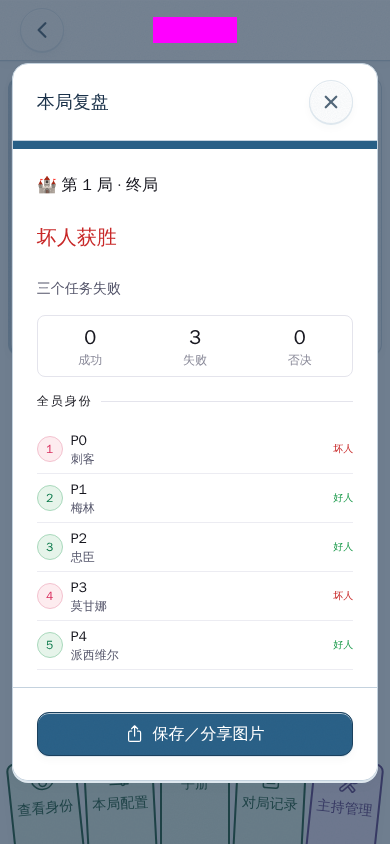 本局复盘
第 1 局 · 终局
坏人获胜
三个任务失败
0 3 0
成功 失败 否决
全员身份
1 P0 坏人
刺客
2 P1 好人
梅林
3 P2 好人
忠臣
4 P3 坏人
莫甘娜
5 P4 好人
派西维尔
保存／分享图片
查看身份 本局配置 手册 对局记录 主持管理